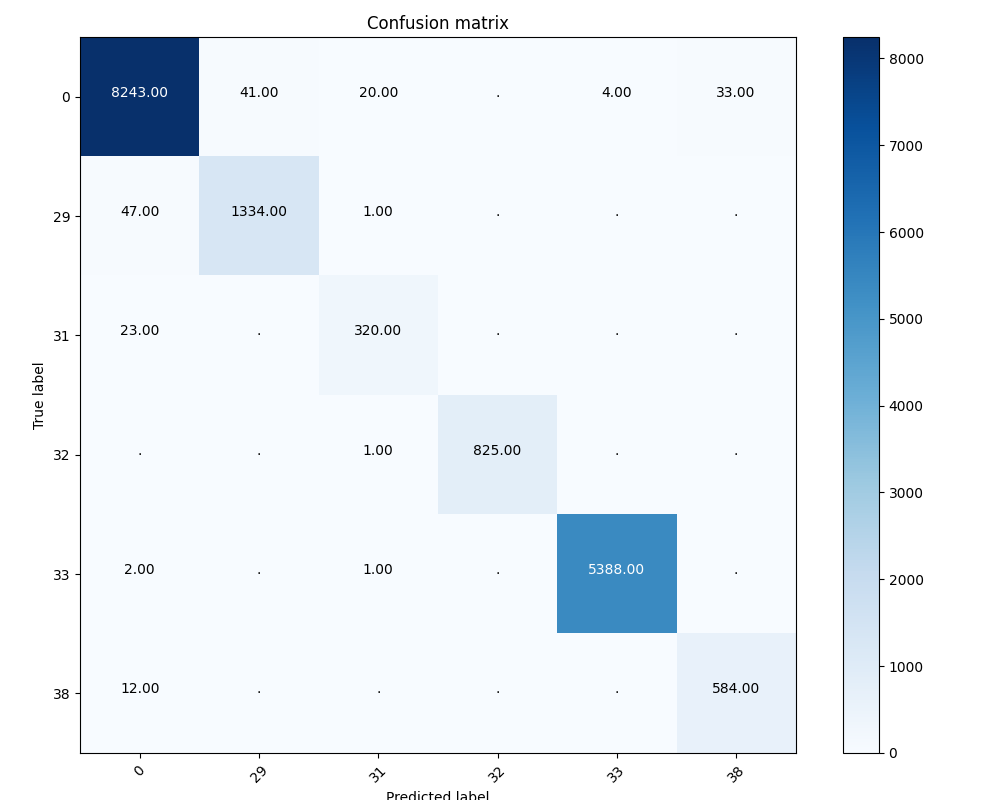 Confusion matrix
0 8243.00 41.00 20.00 . 4.00 33.00
29 47.00 1334.00 1.00 . . .
31 23.00 . 320.00 . . .
32 . . 1.00 825.00 . .
33 2.00 . 1.00 . 5388.00 .
38 12.00 . . . . 584.00
0 29 31 32 33 38
True label
Predicted label
8000
7000
6000
5000
4000
3000
2000
1000
0